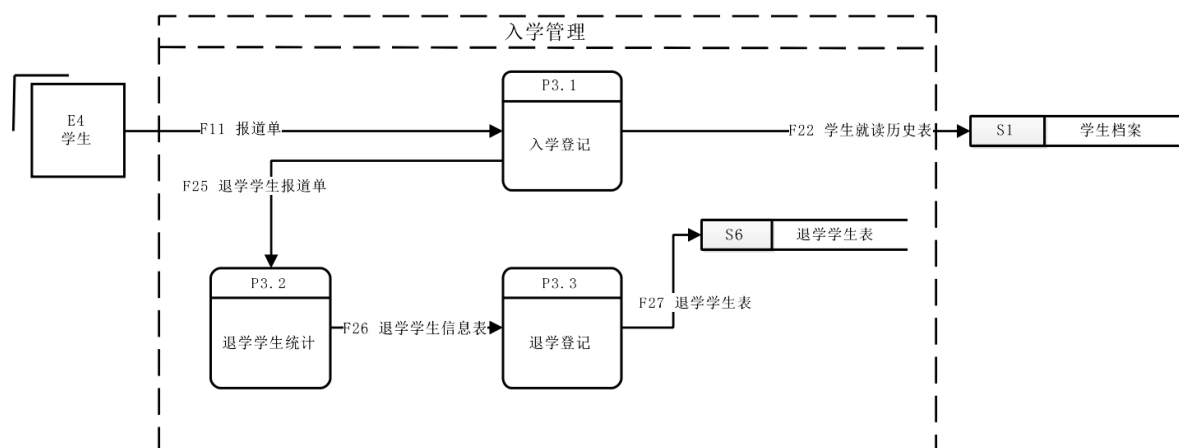 入学管理
P3.1
E4
学生
F11 报道单
入学登记
F22 学生就读历史表
S1
学生档案
F25 退学学生报道单
S6
退学学生表
P3.2
P3.3
F27 退学学生表
F26 退学学生信息表
退学学生统计
退学登记